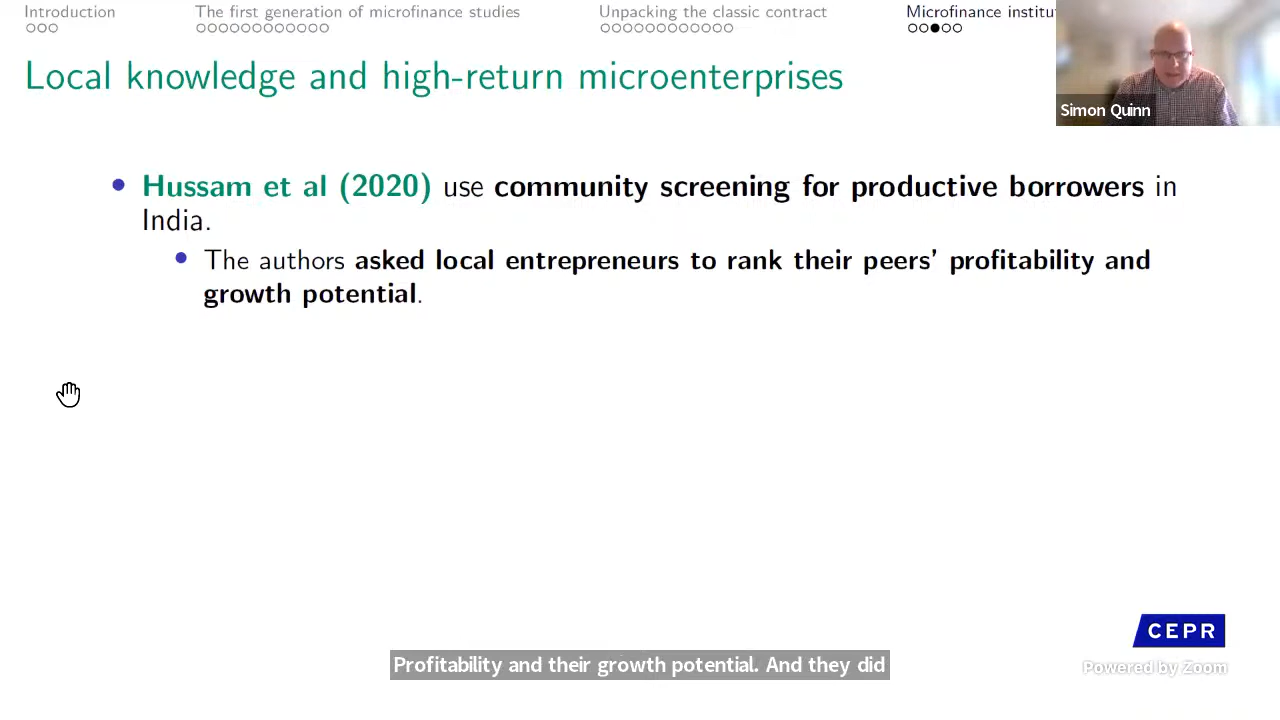 Introduction
The first generation of microfinance studies
Unpacking the classic contract
Microfinance institu
Local knowledge and high-return microenterprises
Simon Quinn
Hussam et al (2020) use community screening for productive borrowers in
India.
The authors asked local entrepreneurs to rank their peers' profitability and
growth potential.
CEPR
Profitability and their growth potential. And they did
Powered by Zoom